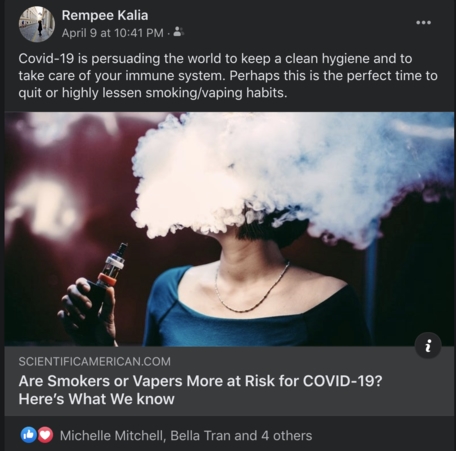 Rempee Kalia
April 9 at 10:41 PM ·
Covid-19 is persuading the world to keep a clean hygiene and to
take care of your immune system. Perhaps this is the perfect time to
quit or highly lessen smoking/vaping habits.
SCIENTIFICAMERICAN.COM
Are Smokers or Vapers More at Risk for COVID-19?
Here's What We know
Michelle Mitchell, Bella Tran and 4 others